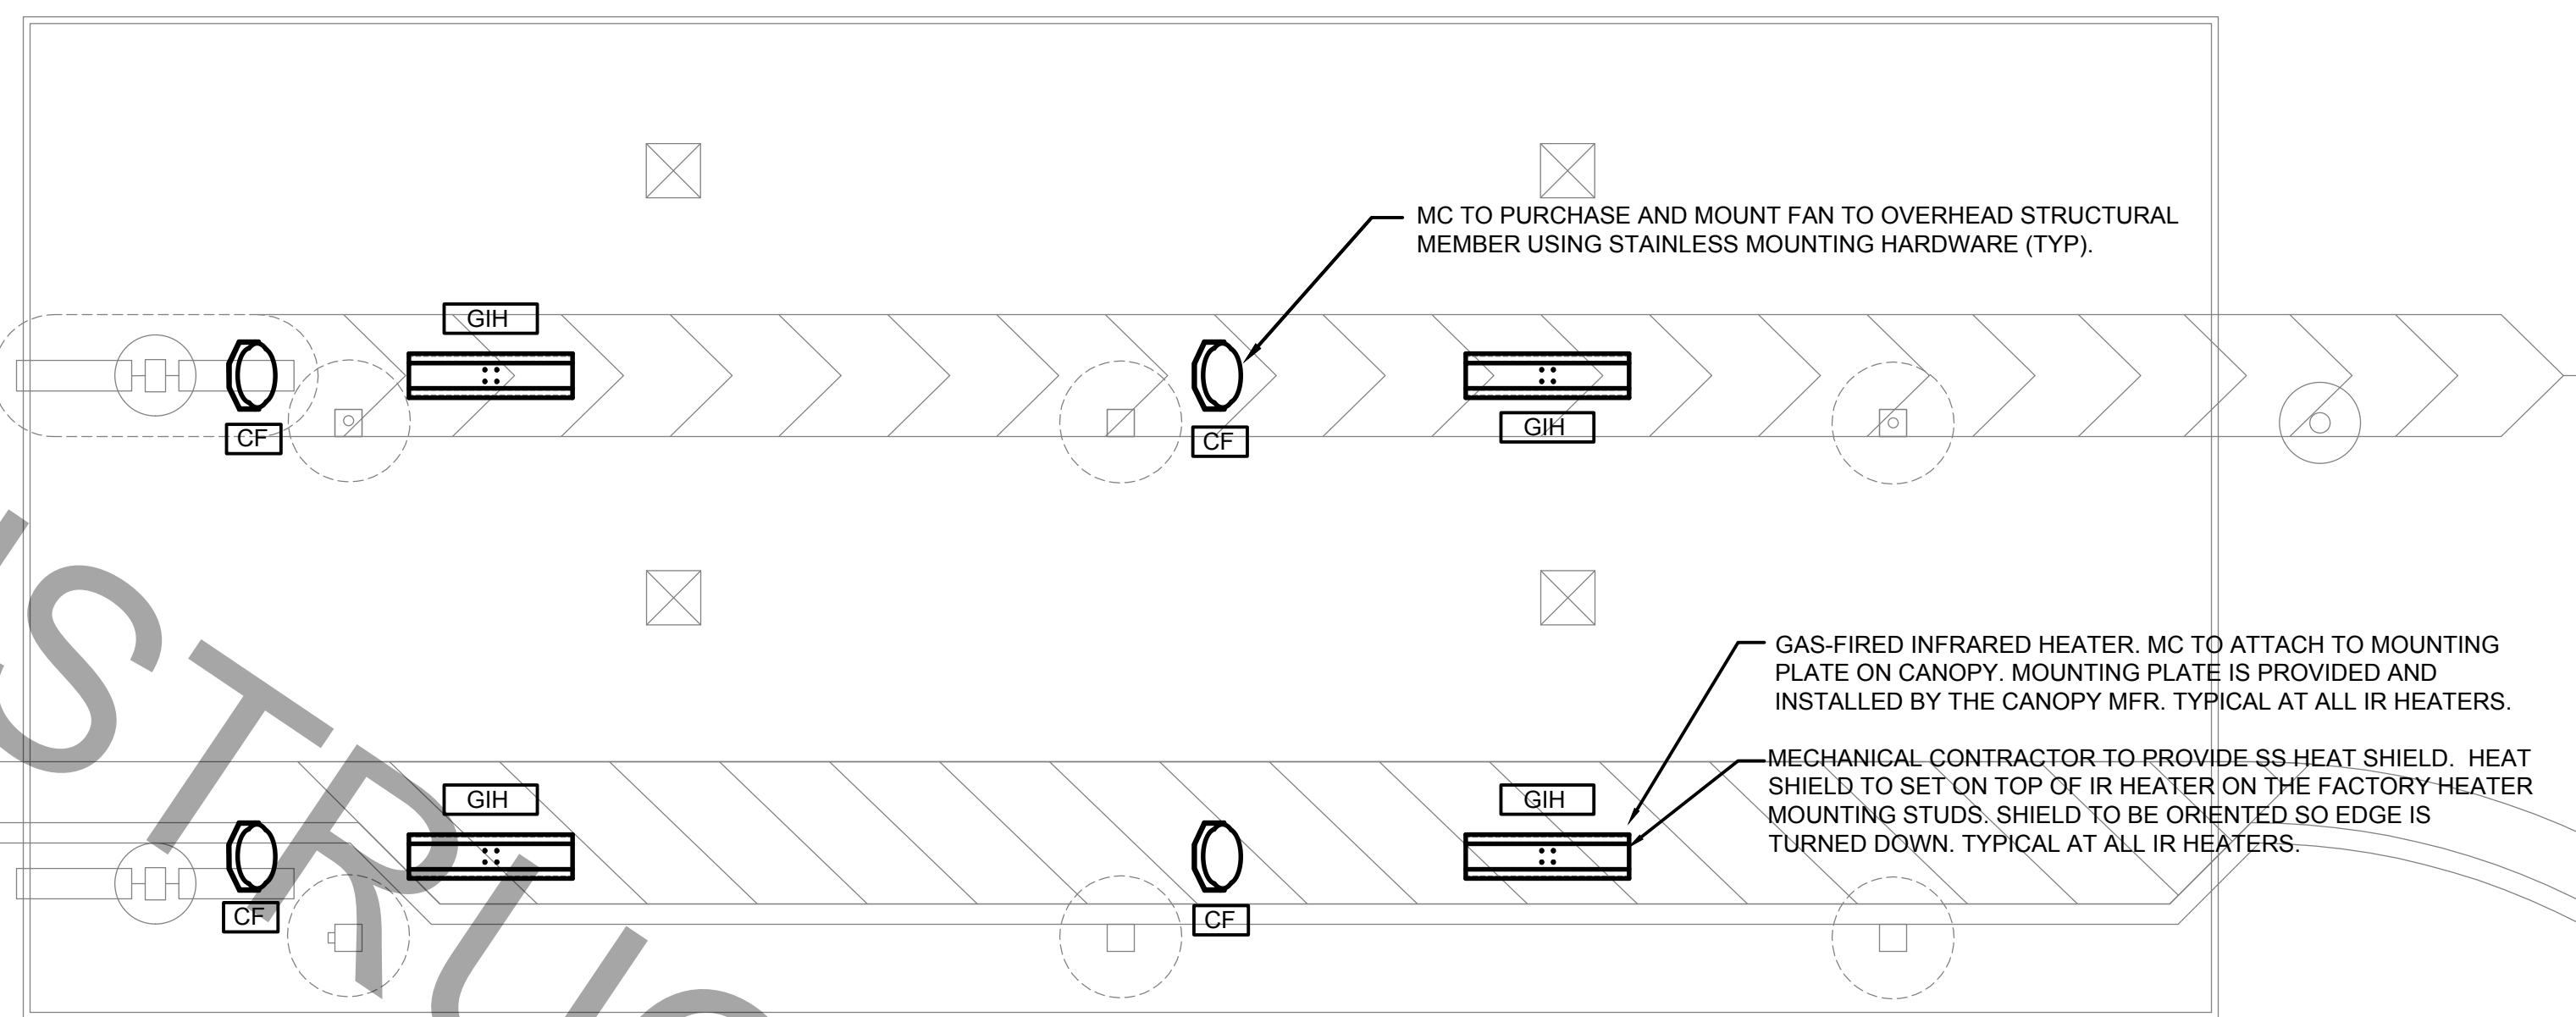 MC TO PURCHASE AND MOUNT FAN TO OVERHEAD STRUCTURAL
MEMBER USING STAINLESS MOUNTING HARDWARE (TYP).
GIH
CF
CF
GIH
GAS-FIRED INFRARED HEATER. MC TO ATTACH TO MOUNTING
PLATE ON CANOPY. MOUNTING PLATE IS PROVIDED AND
INSTALLED BY THE CANOPY MFR. TYPICAL AT ALL IR HEATERS.
MECHANICAL CONTRACTOR TO PROVIDE SS HEAT SHIELD. HEAT
SHIELD TO SET ON TOP OF IR HEATER ON THE FACTORY HEATER
MOUNTING STUDS. SHIELD TO BE ORIENTED SO EDGE IS
TURNED DOWN. TYPICAL AT ALL IR HEATERS.
GIH
GIH
CF
CF
STRUC